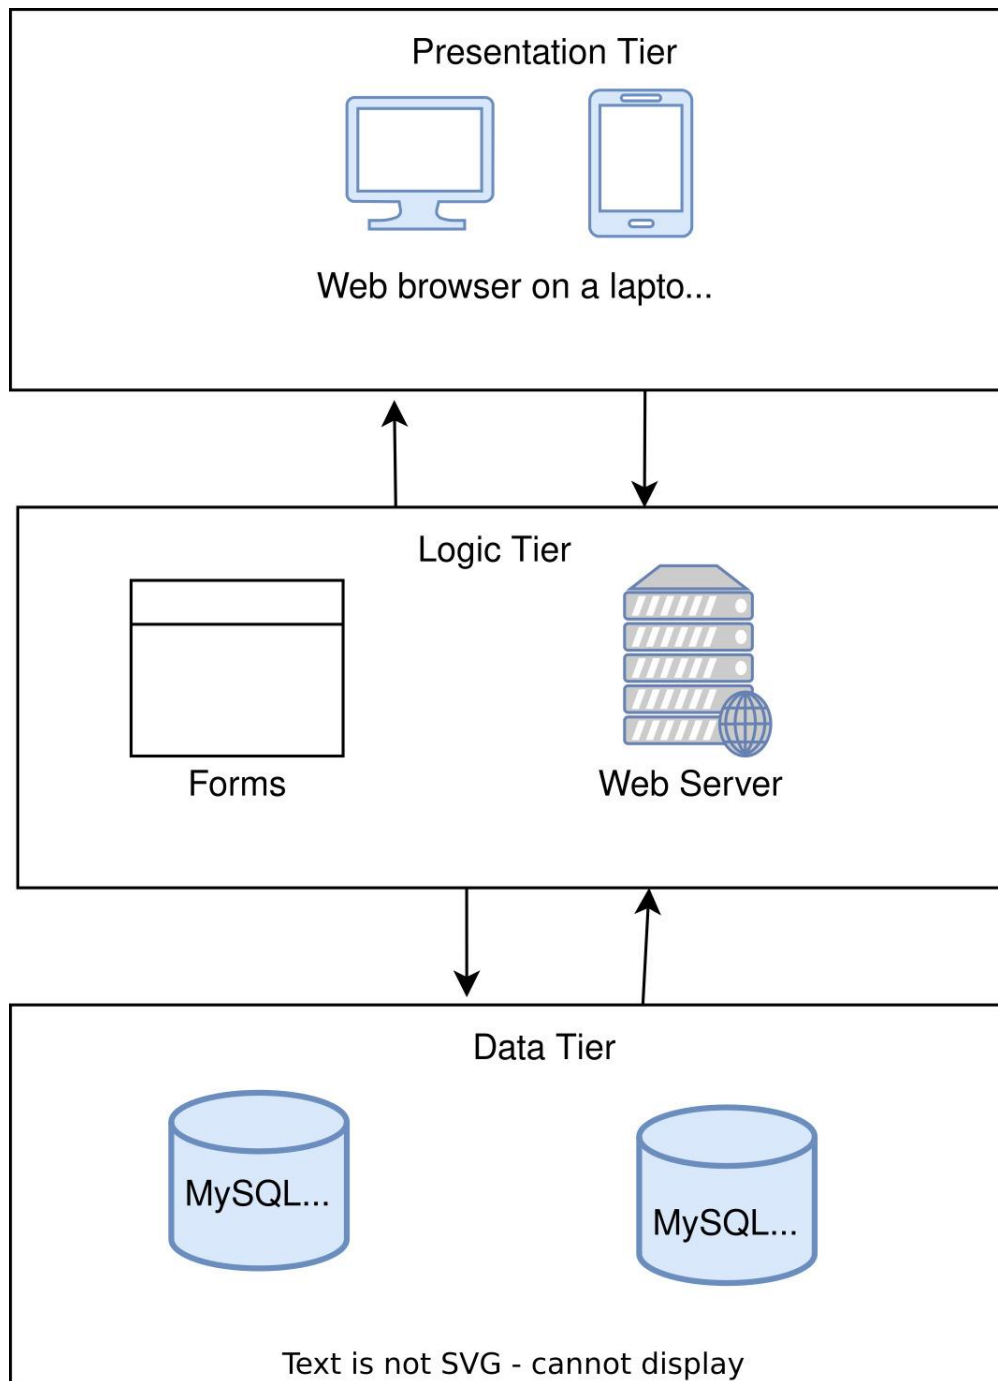 Presentation Tier
Web browser on a lapto...
Logic Tier
Forms
Web Server
Data Tier
MySQL...
MySQL...
Text is not SVG - cannot display